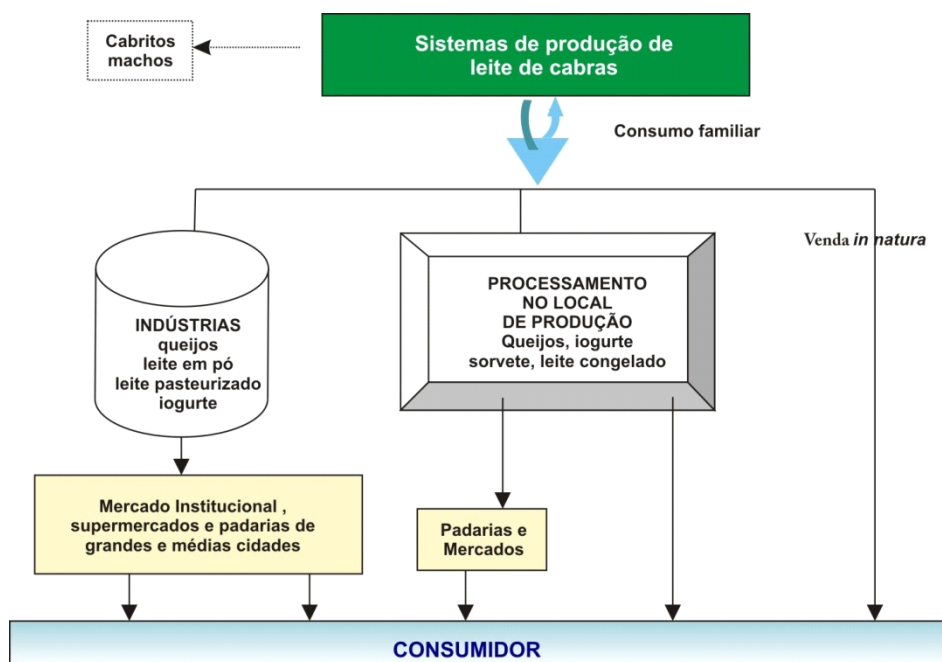 Cabritos
machos
Sistemas de produção de
leite de cabras
Consumo familiar
Venda in natura
INDÚSTRIAS
queijos
leite em pó
leite pasteurizado
iogurte
PROCESSAMENTO
NO LOCAL
DE PRODUÇÃO
Queijos, iogurte
sorvete, leite congelado
Mercado Institucional ,
supermercados e padarias de
grandes e médias cidades
Padarias e
Mercados
CONSUMIDOR